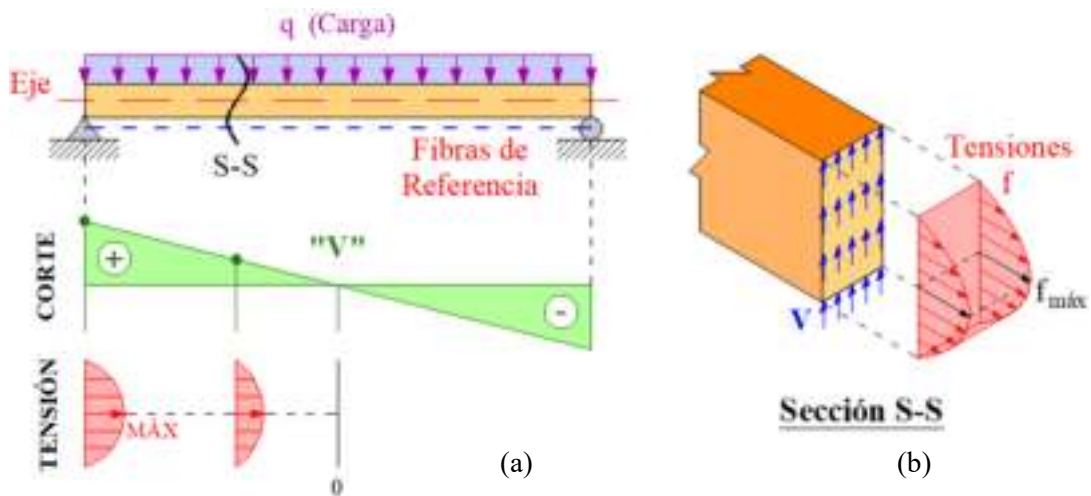 q (Carga)
Eje
S-S
Fibras de
Referencia
CORTE
+
"V"
-
TENSIÓN
MÁX
0
(a)
Tensiones
f
fmáx
V
Sección S-S
(b)